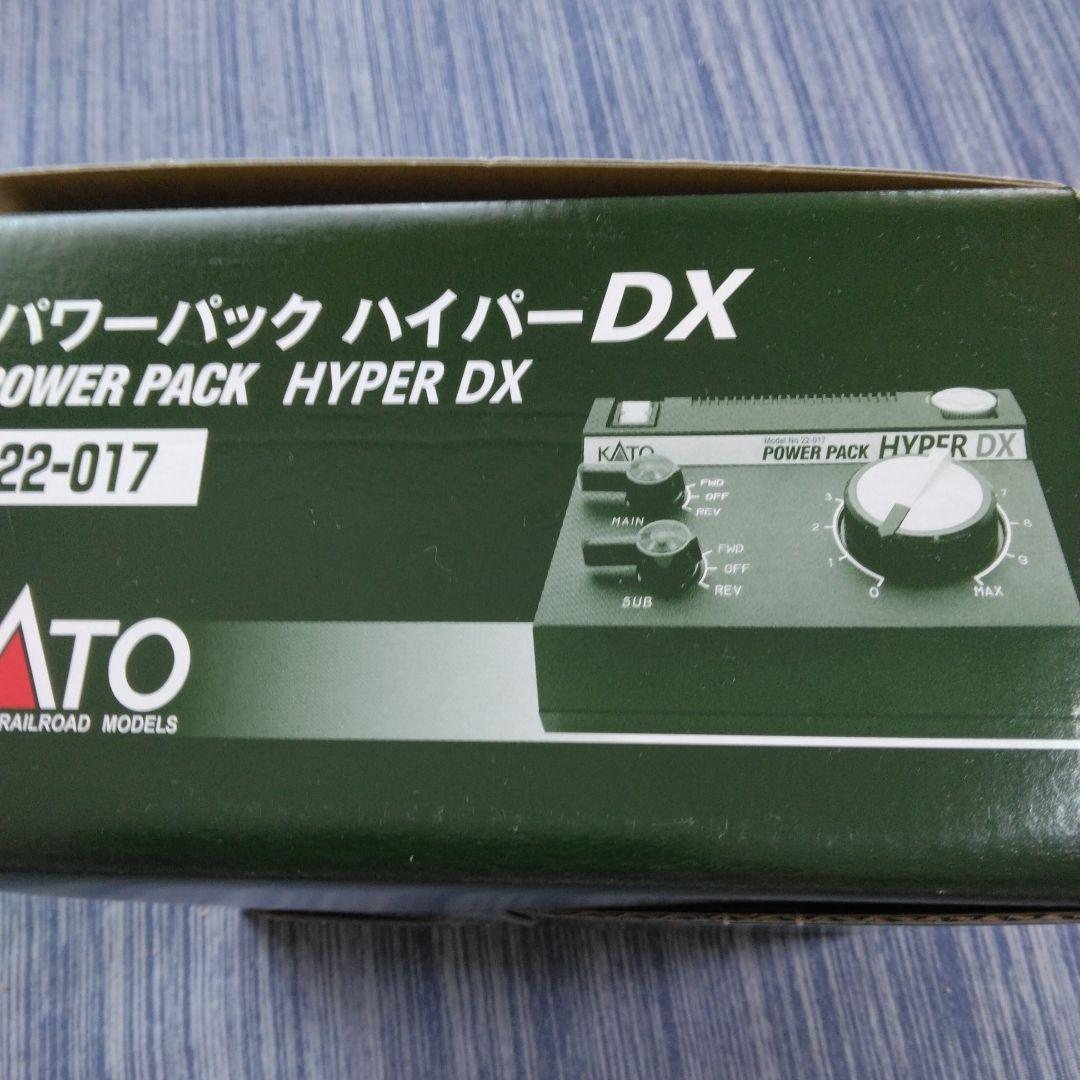 パワーパック ハイパーDX
POWER PACK HYPER DX
22-017
KATO
RAILROAD MODELS
KATO
Model No.22-017
POWER PACK HYPER DX
FWD
OFF
REV
MAIN
FWD
OFF
REV
SUB
0
1
2
3
7
8
9
MAX